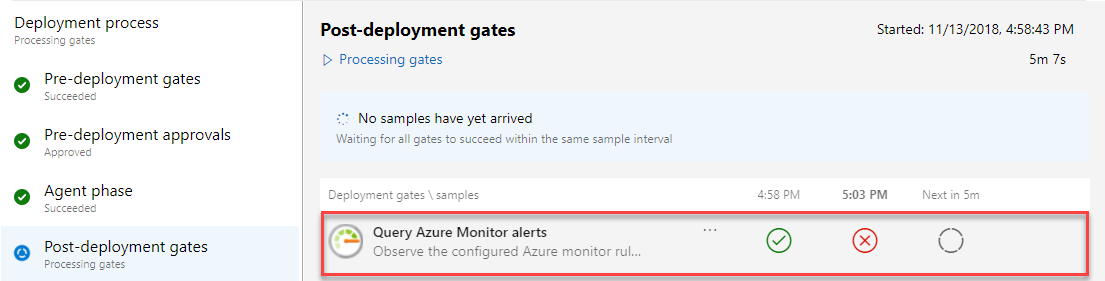 Deployment process
Processing gates
Pre-deployment gates
Succeeded
Pre-deployment approvals
Approved
Agent phase
Succeeded
Post-deployment gates
Processing gates
Post-deployment gates
Started: 11/13/2018, 4:58:43 PM
Processing gates
5m 7s
No samples have yet arrived
Waiting for all gates to succeed within the same sample interval
Deployment gates \ samples
4:58 PM
5:03 PM
Next in 5m
Query Azure Monitor alerts
...
Observe the configured Azure monitor rul...